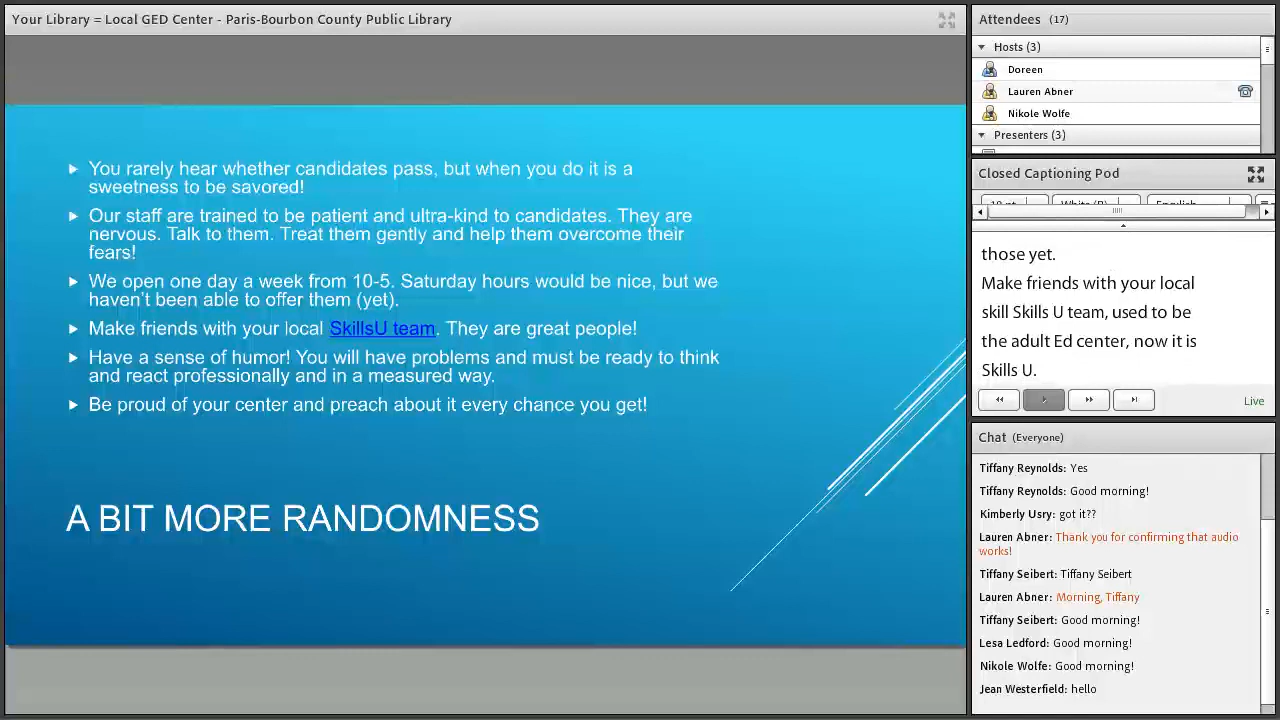 Your Library = Local GED Center - Paris-Bourbon County Public Library
You rarely hear whether candidates pass, but when you do it is a
sweetness to be savored!
Our staff are trained to be patient and ultra-kind to candidates. They are
nervous. Talk to them. Treat them gently and help them overcome their
fears!
We open one day a week from 10-5. Saturday hours would be nice, but we
haven't been able to offer them (yet).
Make friends with your local SkillsU team. They are great people!
Have a sense of humor! You will have problems and must be ready to think
and react professionally and in a measured way.
Be proud of your center and preach about it every chance you get!
A BIT MORE RANDOMNESS
Attendees (17)
Hosts (3)
Doreen
Lauren Abner
Nikole Wolfe
Presenters (3)
Closed Captioning Pod
those yet.
Make friends with your local
skill Skills U team, used to be
the adult Ed center, now it is
Skills U.
Live
Chat (Everyone)
Tiffany Reynolds: Yes
Tiffany Reynolds: Good morning!
Kimberly Usry: got it??
Lauren Abner: Thank you for confirming that audio
works!
Tiffany Seibert: Tiffany Seibert
Lauren Abner: Morning, Tiffany
Tiffany Seibert: Good morning!
Lesa Ledford: Good morning!
Nikole Wolfe: Good morning!
Jean Westerfield: hello